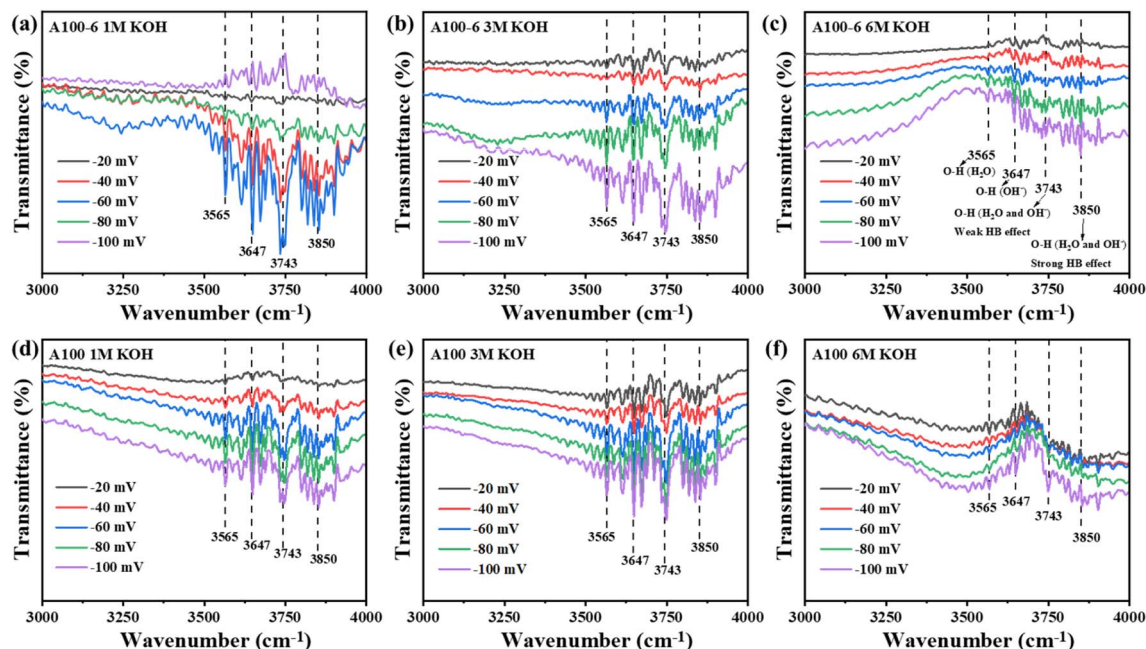 (a) A100-6 1M KOH
Transmittance (%)
-20 mV
-40 mV
-60 mV
-80 mV
-100 mV
3565
3647
3743
3850
3000 3250 3500 3750 4000
Wavenumber (cm⁻¹)
(b) A100-6 3M KOH
Transmittance (%)
-20 mV
-40 mV
-60 mV
-80 mV
-100 mV
3565
3647
3743
3850
3000 3250 3500 3750 4000
Wavenumber (cm⁻¹)
(c) A100-6 6M KOH
Transmittance (%)
-20 mV
-40 mV
-60 mV
-80 mV
-100 mV
3565
O-H (H₂O)
3647
O-H (OH⁻)
3743
O-H (H₂O and OH⁻)
Weak HB effect
3850
O-H (H₂O and OH⁻)
Strong HB effect
3000 3250 3500 3750 4000
Wavenumber (cm⁻¹)
(d) A100 1M KOH
Transmittance (%)
-20 mV
-40 mV
-60 mV
-80 mV
-100 mV
3565
3647
3743
3850
3000 3250 3500 3750 4000
Wavenumber (cm⁻¹)
(e) A100 3M KOH
Transmittance (%)
-20 mV
-40 mV
-60 mV
-80 mV
-100 mV
3565
3647
3743
3850
3000 3250 3500 3750 4000
Wavenumber (cm⁻¹)
(f) A100 6M KOH
Transmittance (%)
-20 mV
-40 mV
-60 mV
-80 mV
-100 mV
3565
3647
3743
3850
3000 3250 3500 3750 4000
Wavenumber (cm⁻¹)